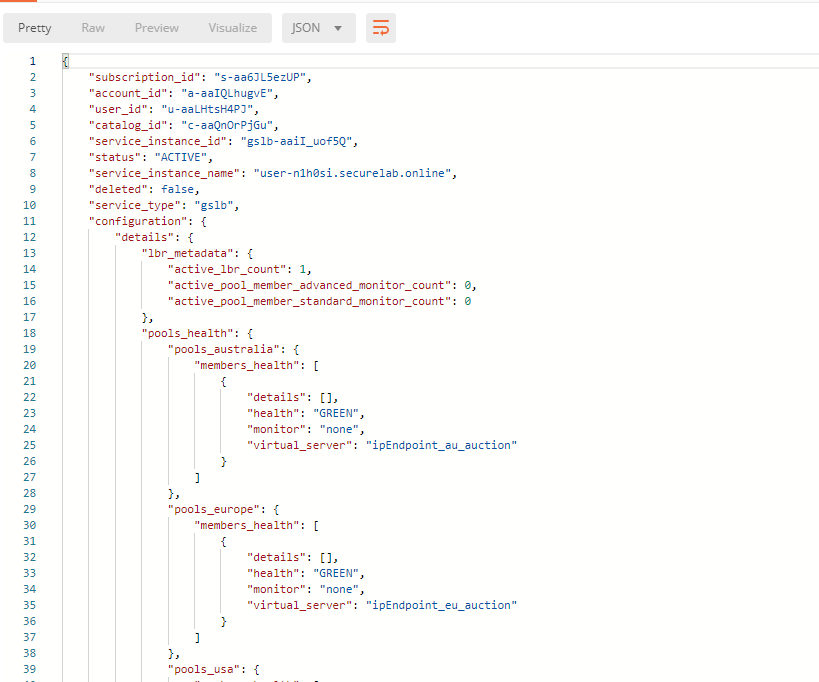 Pretty Raw Preview Visualize JSON
1 {
2 "subscription_id": "s-aa6JL5ezUP",
3 "account_id": "a-aaIQLhugvE",
4 "user_id": "u-aaLHtsH4PJ",
5 "catalog_id": "c-aaQnOrPjGu",
6 "service_instance_id": "gslb-aaiI_uof5Q",
7 "status": "ACTIVE",
8 "service_instance_name": "user-n1h0si.securelab.online",
9 "deleted": false,
10 "service_type": "gslb",
11 "configuration": {
12 "details": {
13 "lbr_metadata": {
14 "active_lbr_count": 1,
15 "active_pool_member_advanced_monitor_count": 0,
16 "active_pool_member_standard_monitor_count": 0
17 },
18 "pools_health": {
19 "pools_australia": {
20 "members_health": [
21 {
22 "details": [],
23 "health": "GREEN",
24 "monitor": "none",
25 "virtual_server": "ipEndpoint_au_auction"
26 }
27 ]
28 },
29 "pools_europe": {
30 "members_health": [
31 {
32 "details": [],
33 "health": "GREEN",
34 "monitor": "none",
35 "virtual_server": "ipEndpoint_eu_auction"
36 }
37 ]
38 },
39 "pools_usa": {